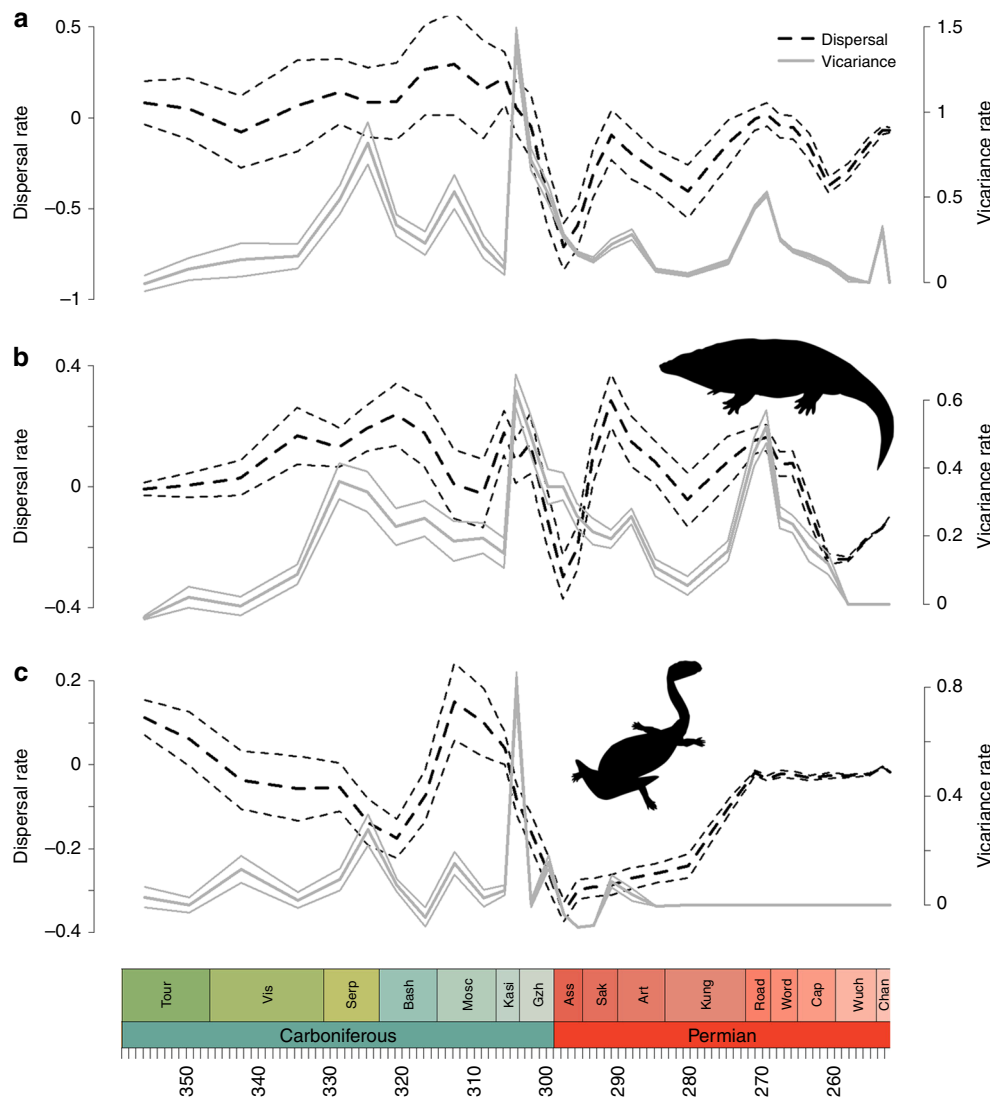 a
0.5
0
−0.5
−1
Dispersal rate
1.5
1
0.5
0
Vicariance rate
Dispersal
Vicariance
b
0.4
0
−0.4
Dispersal rate
0.6
0.4
0.2
0
Vicariance rate
c
0.2
0
−0.2
−0.4
Dispersal rate
0.8
0.4
0
Vicariance rate
Tour Vis Serp Bash Mosc Kasi Gzh Ass Sak Art Kung Road Word Cap Wuch Chan
Carboniferous Permian
350 340 330 320 310 300 290 280 270 260